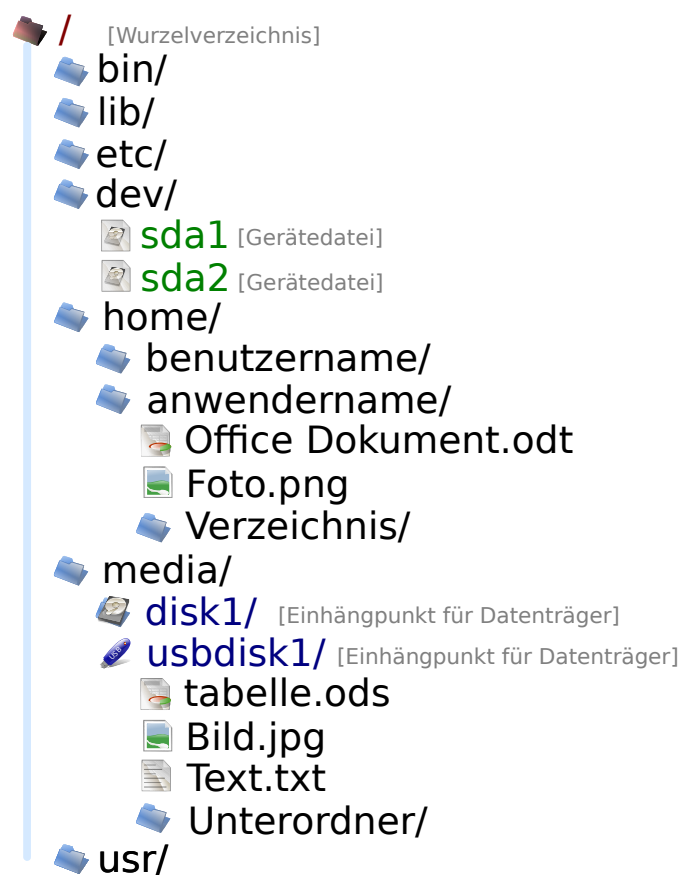 / [Wurzelverzeichnis]
bin/
lib/
etc/
dev/
sda1 [Gerätedatei]
sda2 [Gerätedatei]
home/
benutzername/
anwendername/
Office Dokument.odt
Foto.png
Verzeichnis/
media/
disk1/ [Einhängpunkt für Datenträger]
USB usbdisk1/ [Einhängpunkt für Datenträger]
tabelle.ods
Bild.jpg
Text.txt
Unterordner/
usr/